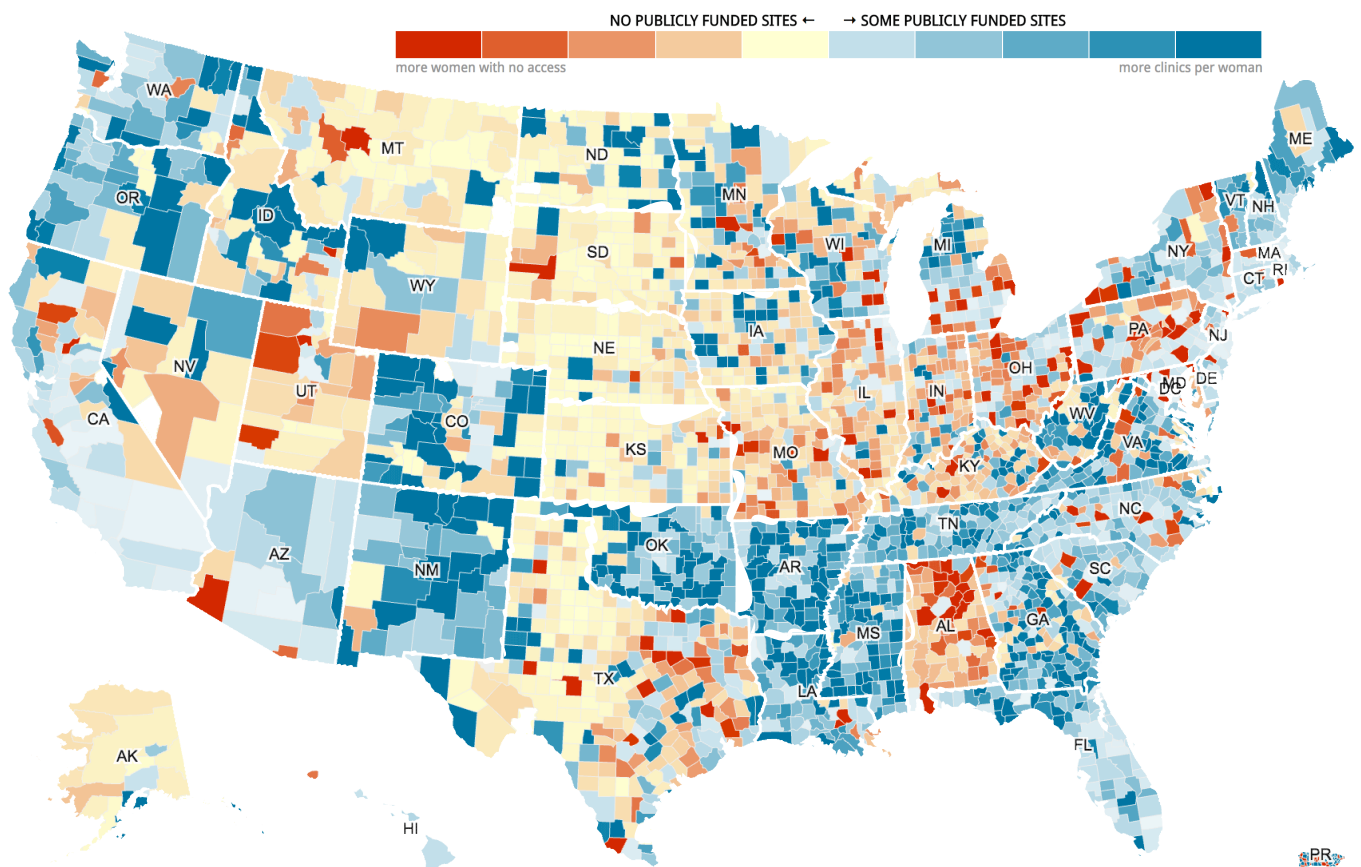 NO PUBLICLY FUNDED SITES ← → SOME PUBLICLY FUNDED SITES
more women with no access more clinics per woman
WA
MT
ND
MN
ME
OR
ID
SD
WI
MI
VT
NH
NY
MA
CT
RI
WY
IA
NE
PA
NJ
NV
UT
CO
IL
IN
OH
MD
DC
DE
CA
KS
MO
KY
WV
VA
AZ
NM
OK
AR
TN
NC
SC
MS
AL
GA
TX
LA
FL
AK
HI
PR